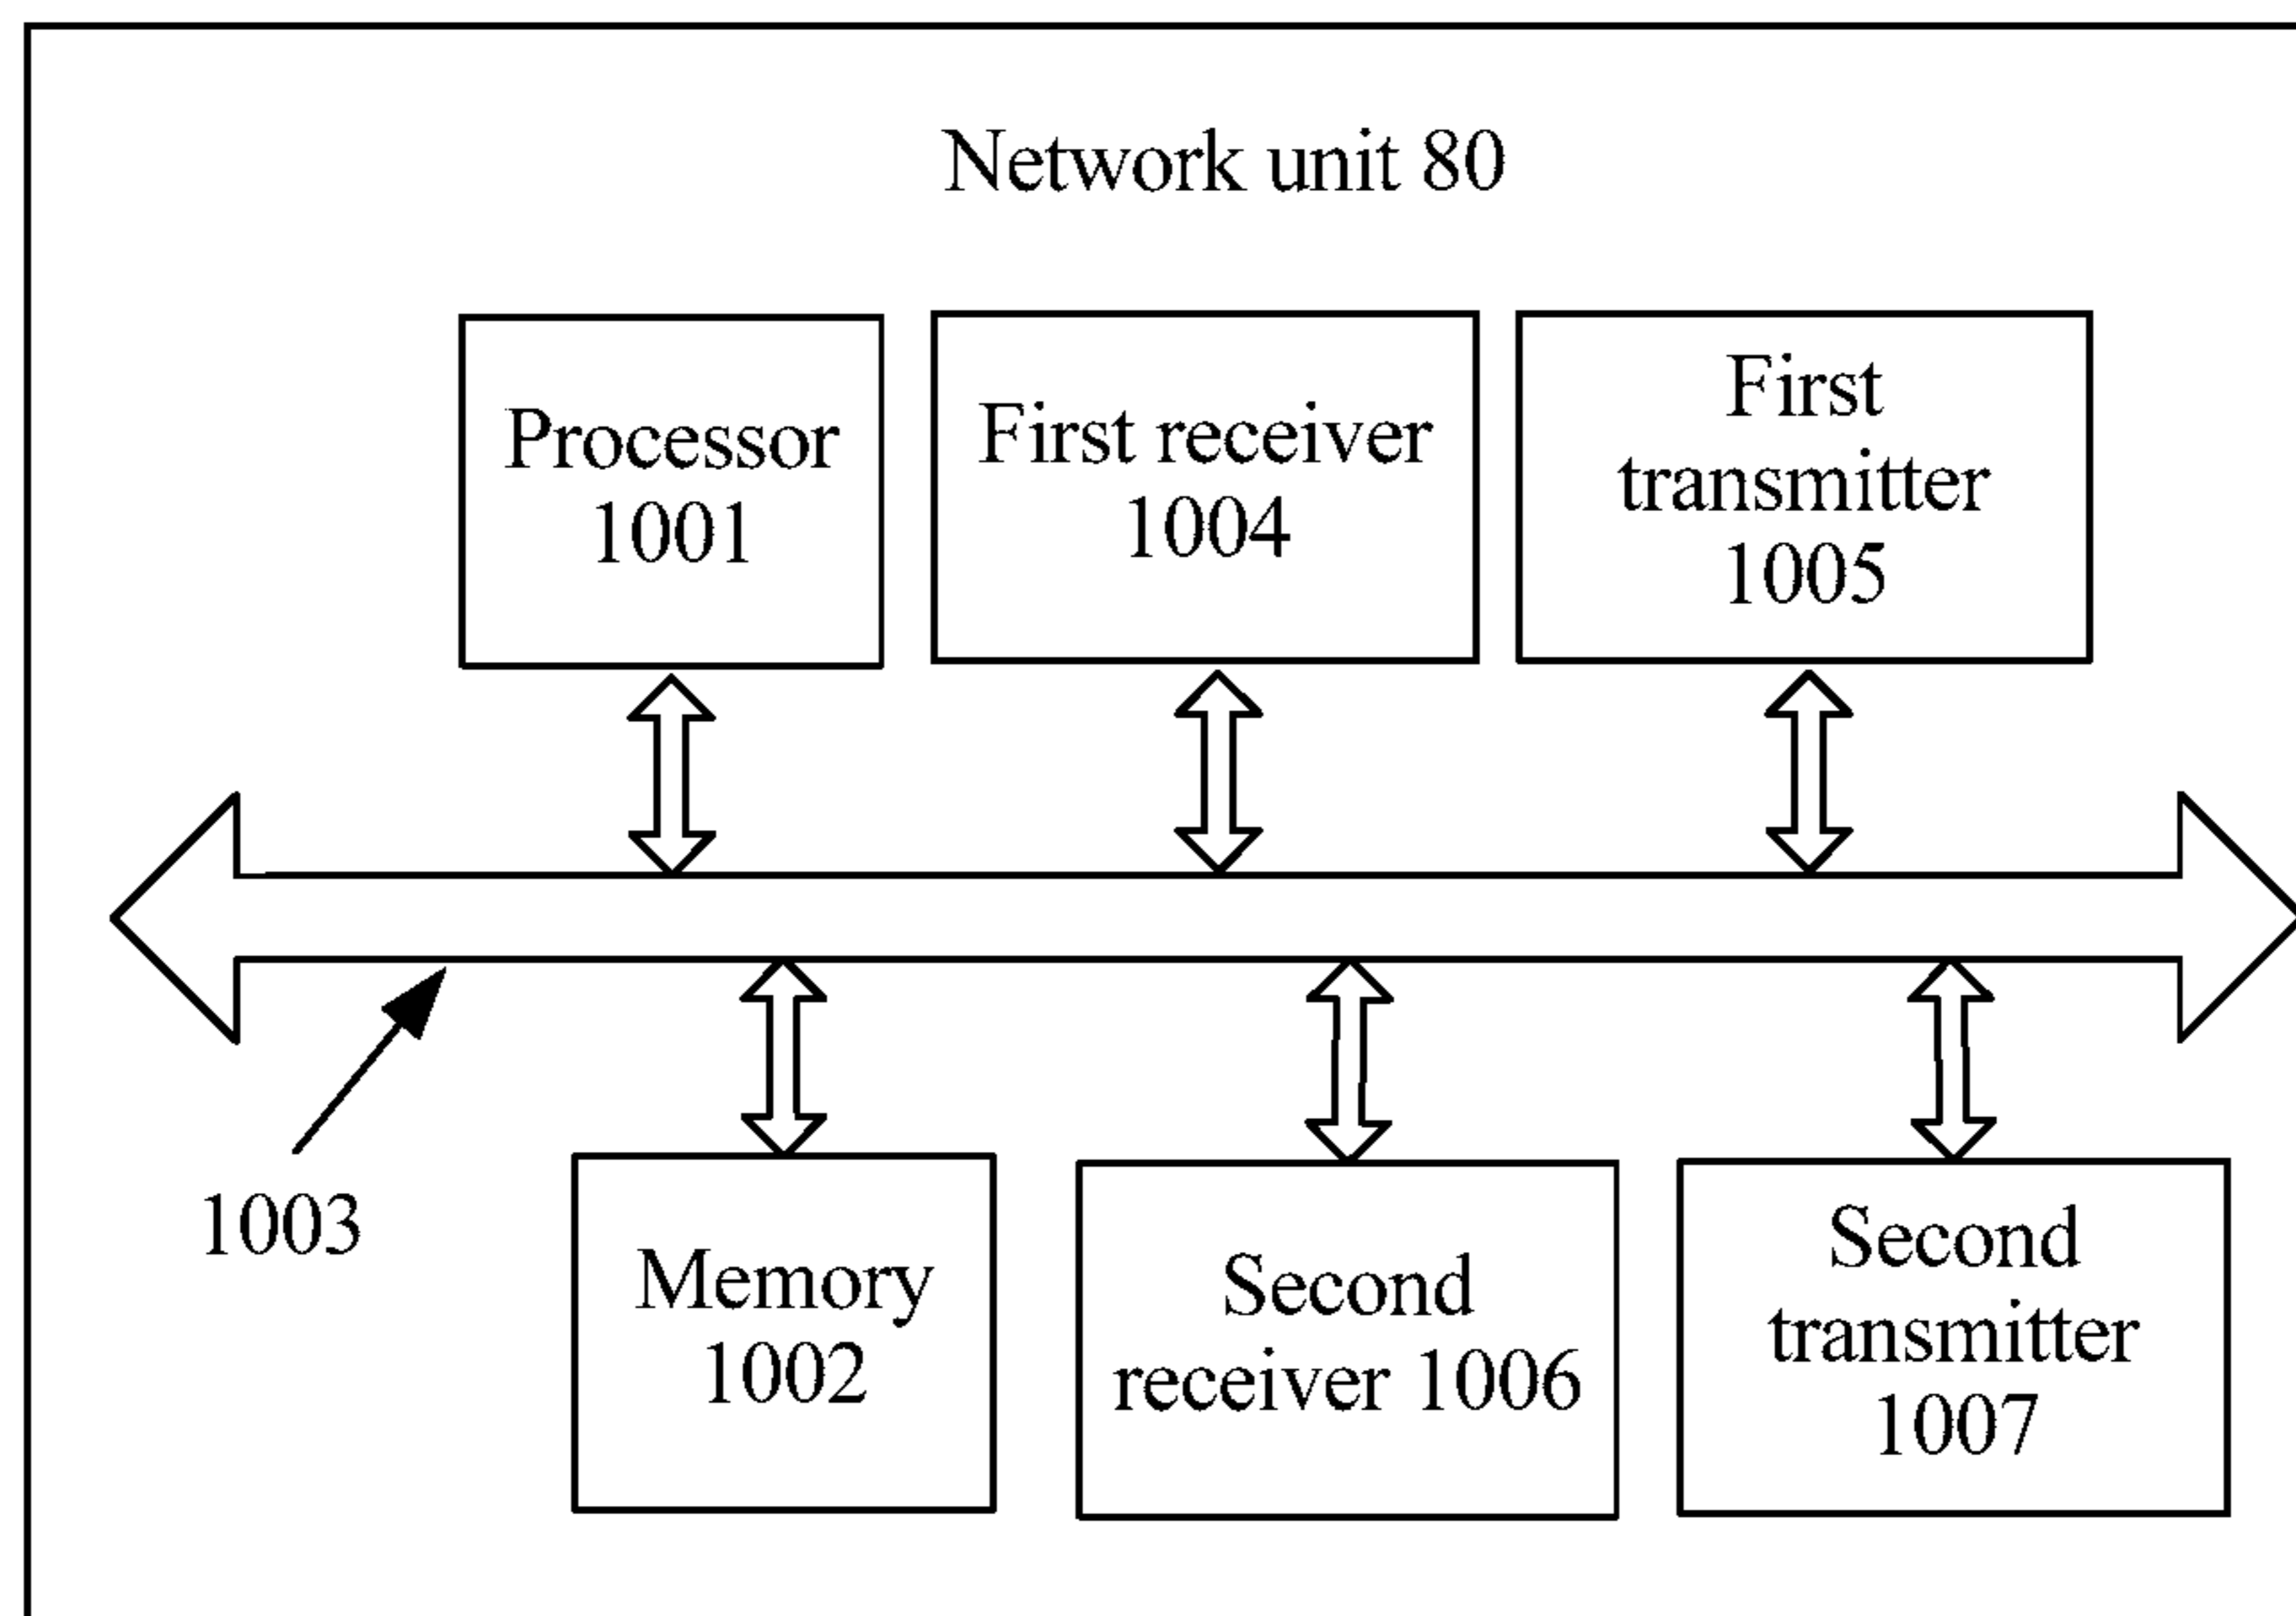 Network unit 80
Processor
1001
First receiver
1004
First
transmitter
1005
1003
Memory
1002
Second
receiver 1006
Second
transmitter
1007